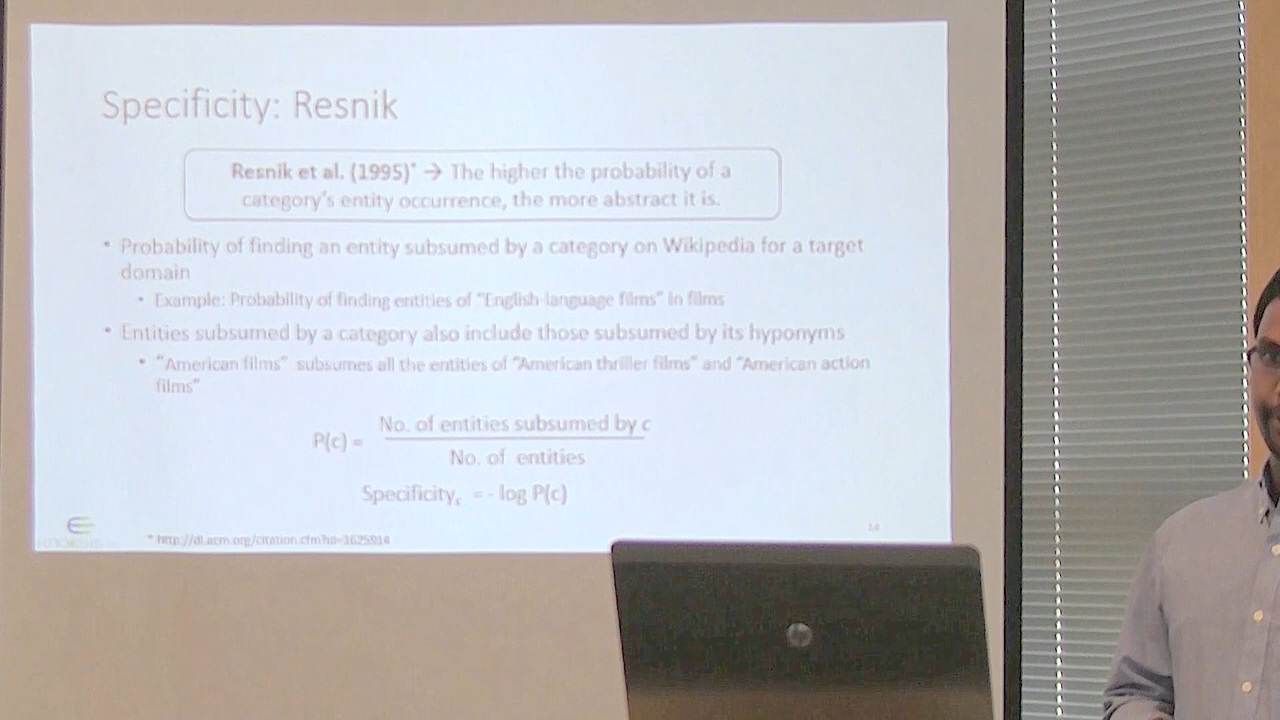 Specificity: Resnik
Resnik et al. (1995)* → The higher the probability of a
category's entity occurrence, the more abstract it is.
• Probability of finding an entity subsumed by a category on Wikipedia for a target
domain
• Example: Probability of finding entities of "English-language films" in films
• Entities subsumed by a category also include those subsumed by its hyponyms
• "American films" subsumes all the entities of "American thriller films" and "American action
films"
P(c) = No. of entities subsumed by c
No. of entities
Specificity_c = - log P(c)
14
* http://dl.acm.org/citation.cfm?id=1625914
hp